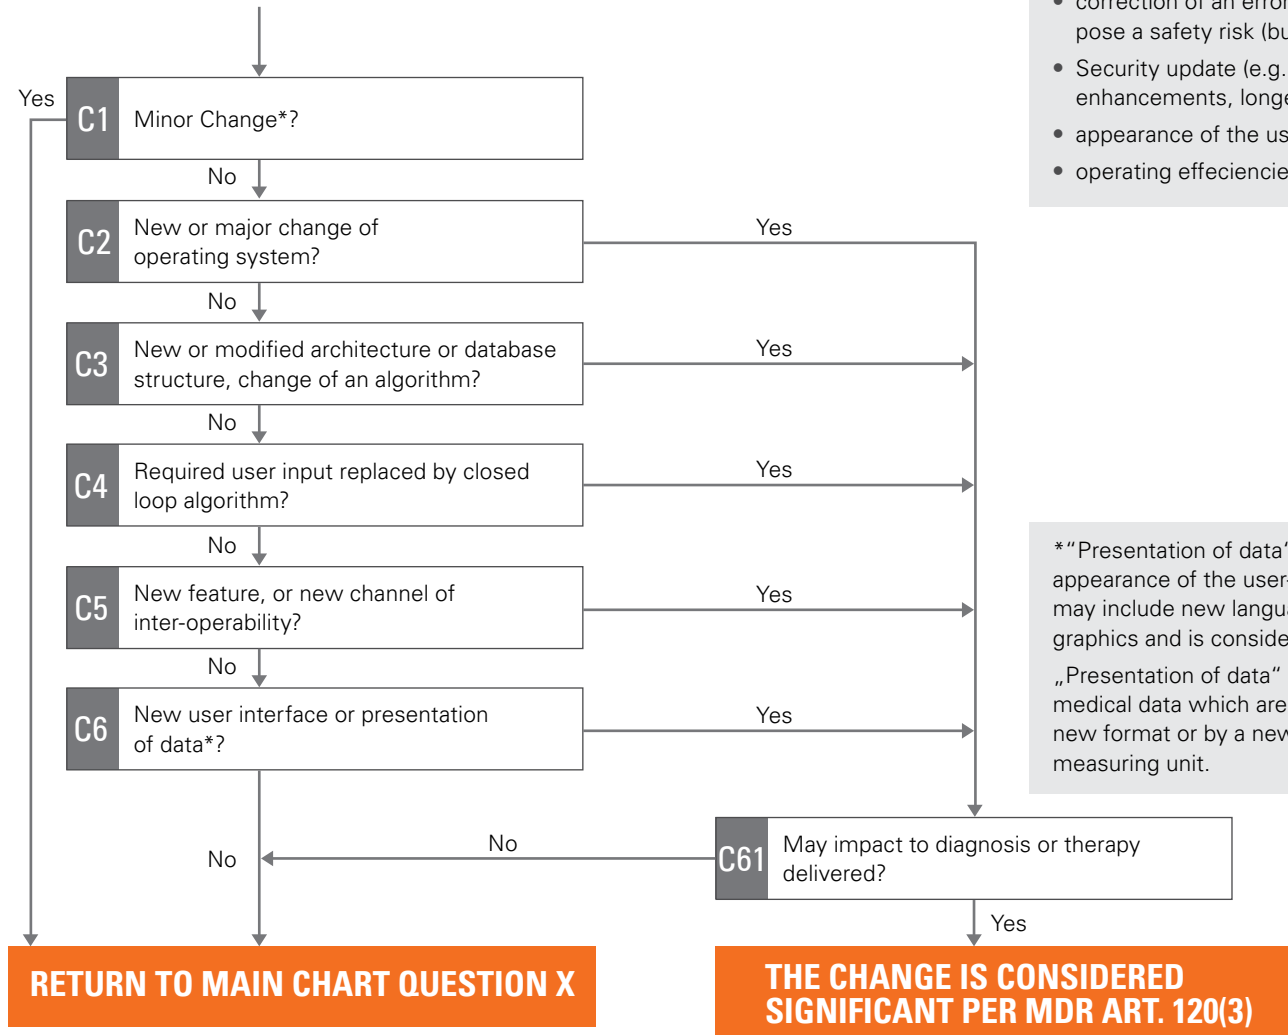 Yes
C1
Minor Change*?
No
C2
New or major change of
operating system?
Yes
No
C3
New or modified architecture or database
structure, change of an algorithm?
Yes
No
C4
Required user input replaced by closed
loop algorithm?
Yes
No
C5
New feature, or new channel of
inter-operability?
Yes
No
C6
New user interface or presentation
of data*?
Yes
No
No
C61
May impact to diagnosis or therapy
delivered?
Yes
RETURN TO MAIN CHART QUESTION X
THE CHANGE IS CONSIDERED
SIGNIFICANT PER MDR ART. 120(3)
• correction of an error
pose a safety risk
• Security update (e.g.
enhancements,
• appearance of the
• operating
*“Presentation of data“
appearance of the
may include new
graphics and is
„Presentation of data“
medical data which are
new format or by a
measuring unit.